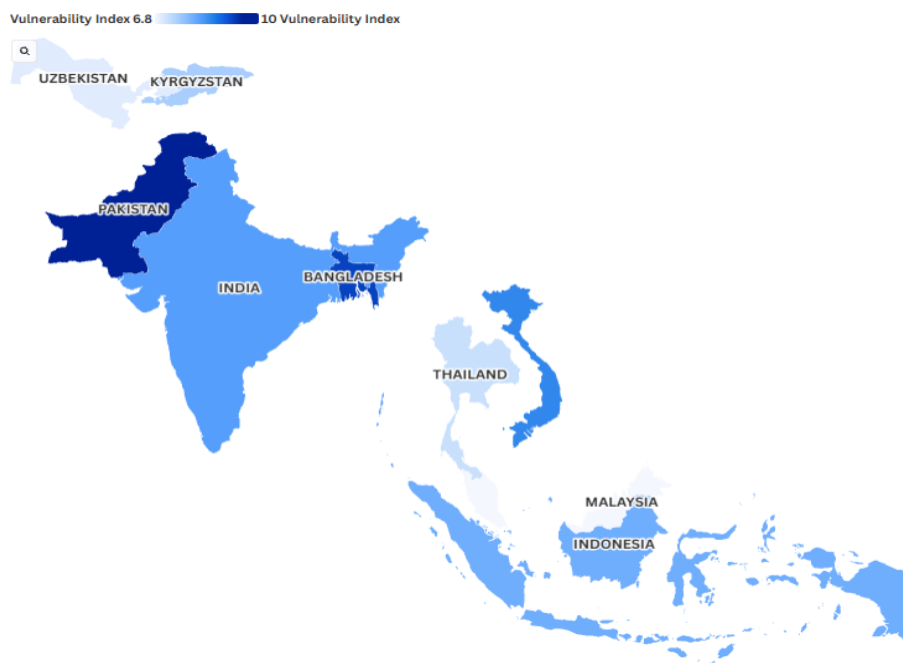 Vulnerability Index 6.8 10 Vulnerability Index
UZBEKISTAN
KYRGYZSTAN
PAKISTAN
BANGLADESH
INDIA
THAILAND
MALAYSIA
INDONESIA